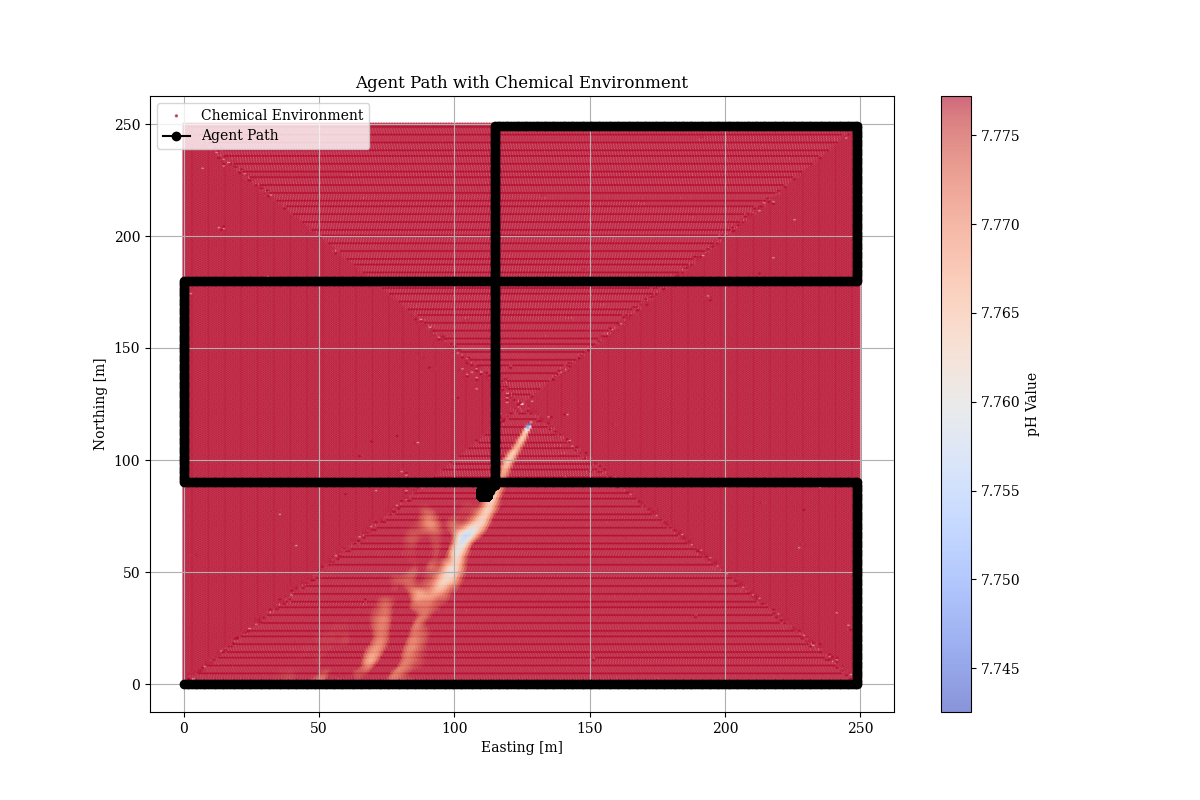 Agent Path with Chemical Environment
Chemical Environment
Agent Path
250
200
150
100
50
0
Northing [m]
0 50 100 150 200 250
Easting [m]
7.775
7.770
7.765
7.760
7.755
7.750
7.745
pH Value